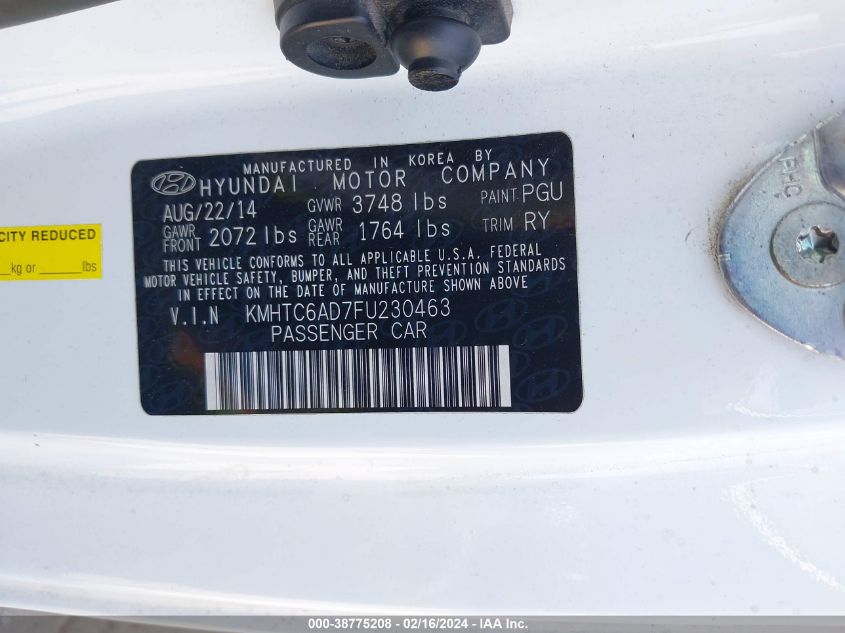 MANUFACTURED IN KOREA BY
HYUNDAI MOTOR COMPANY
AUG/22/14 GVWR 3748 lbs PAINT PGU
GAWR FRONT 2072 lbs GAWR REAR 1764 lbs TRIM RY
THIS VEHICLE CONFORMS TO ALL APPLICABLE U.S.A. FEDERAL
MOTOR VEHICLE SAFETY, BUMPER, AND THEFT PREVENTION STANDARDS
IN EFFECT ON THE DATE OF MANUFACTURE SHOWN ABOVE
V.I.N KMHTC6AD7FU230463
PASSENGER CAR
CITY REDUCED
kg or ______lbs
PHC
000-38775208 - 02/16/2024 - IAA Inc.